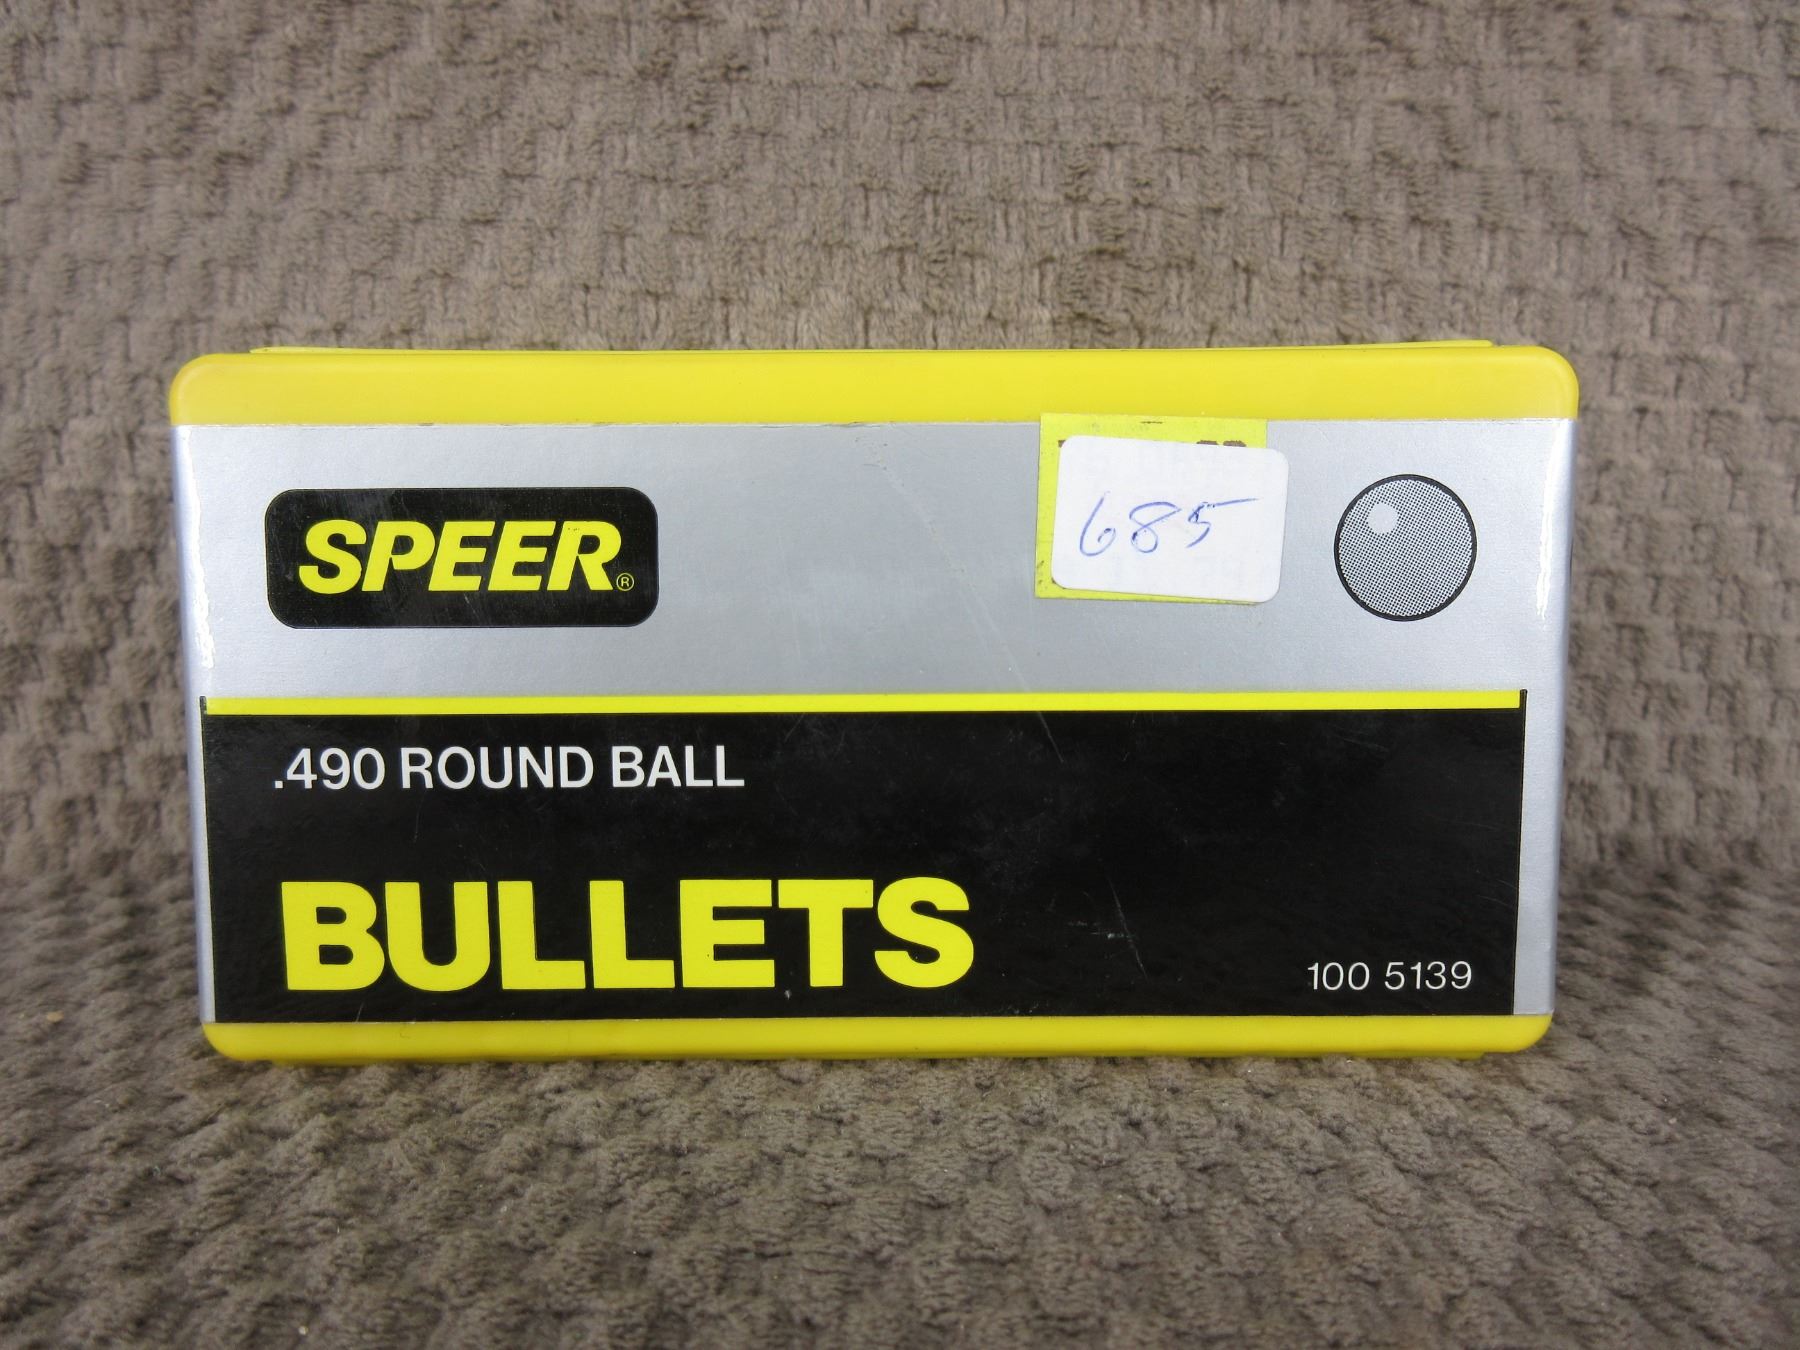 SPEER®
685
.490 ROUND BALL
BULLETS
100 5139